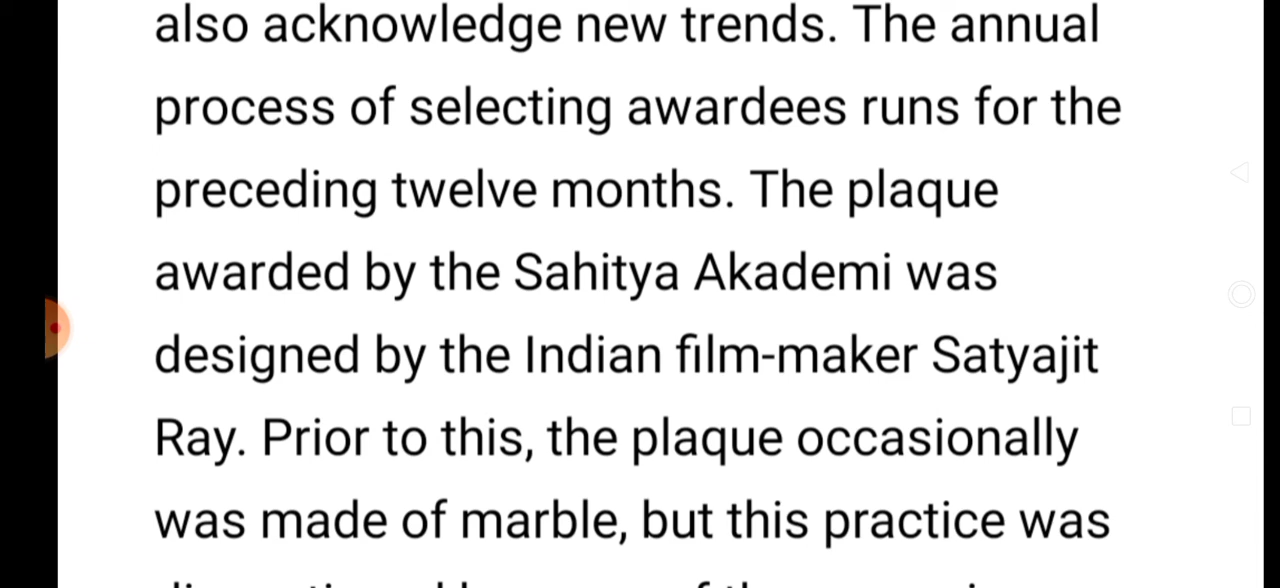 also acknowledge new trends. The annual
process of selecting awardees runs for the
preceding twelve months. The plaque
awarded by the Sahitya Akademi was
designed by the Indian film-maker Satyajit
Ray. Prior to this, the plaque occasionally
was made of marble, but this practice was